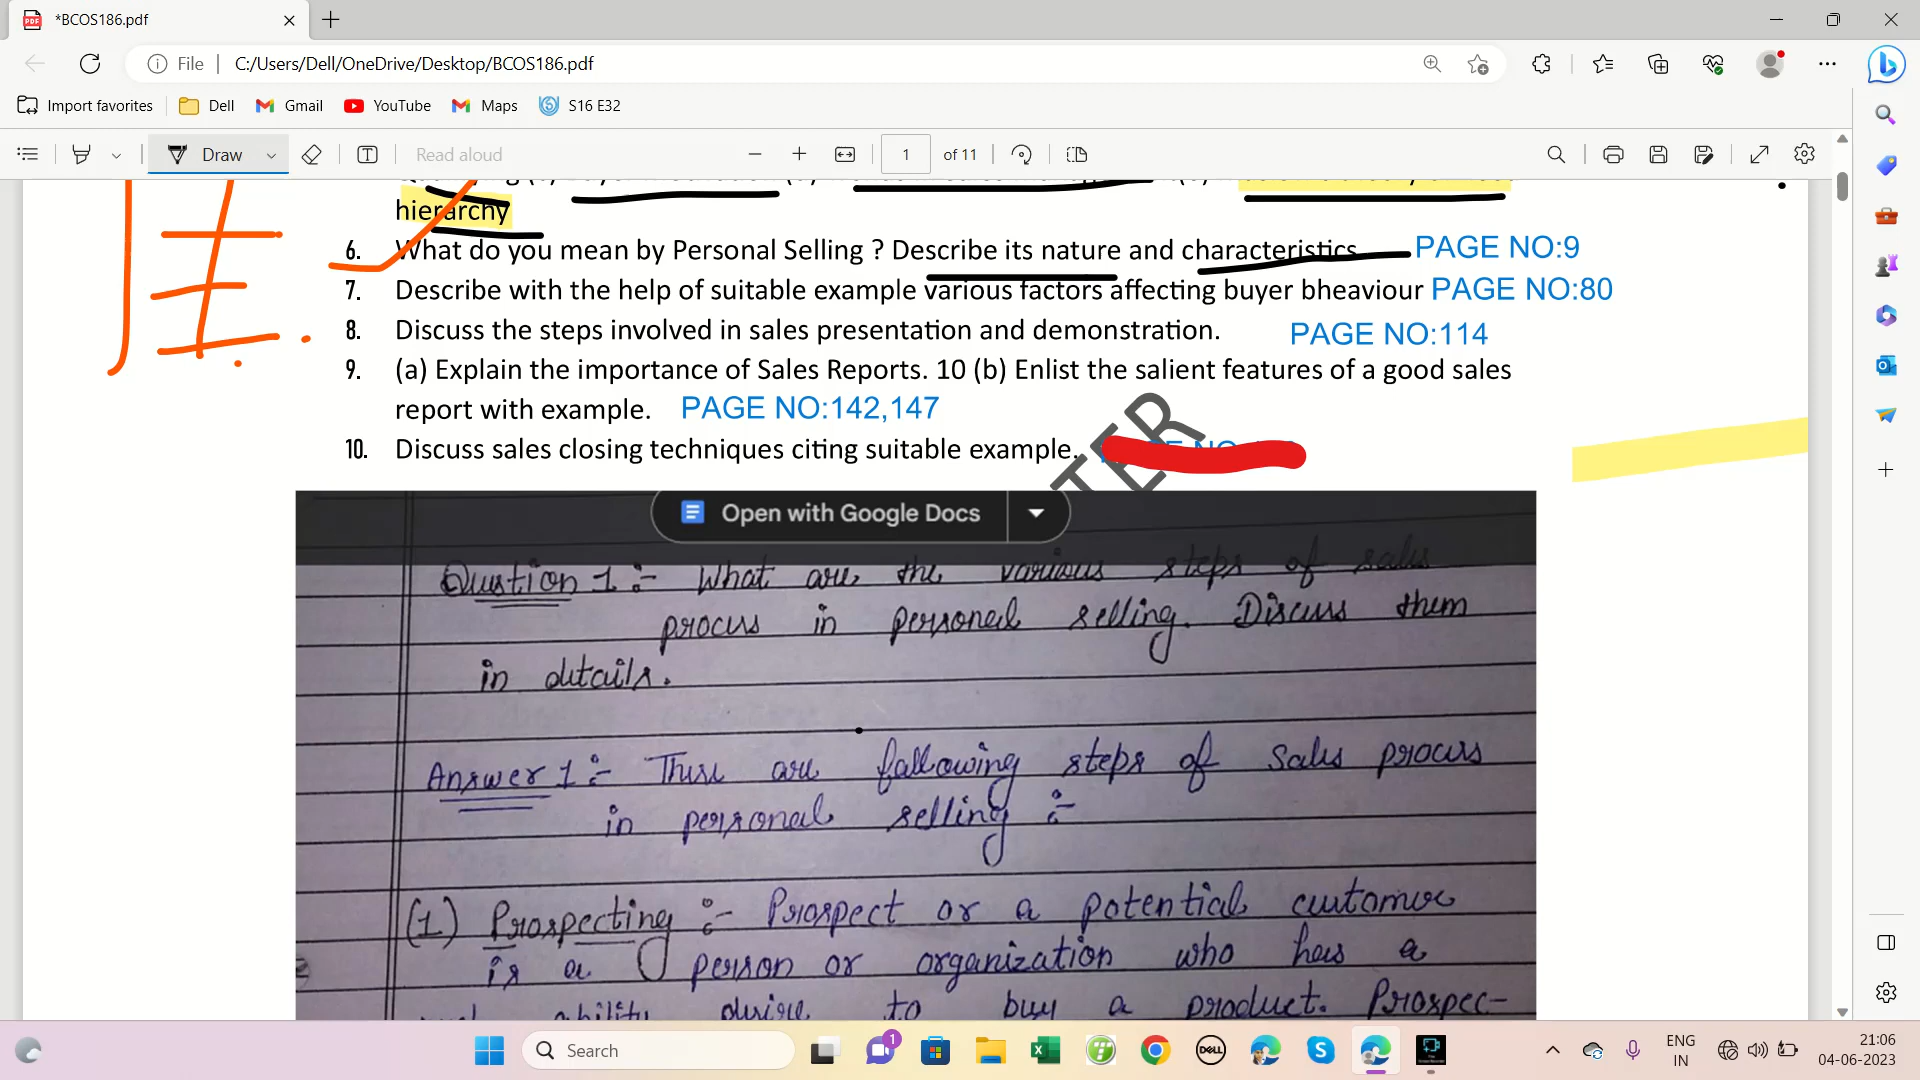 *BCOS186.pdf
File
C:/Users/Dell/OneDrive/Desktop/BCOS186.pdf
Import favorites
Dell
Gmail
YouTube
Maps
S16 E32
Draw
Read aloud
1 of 11
hierarchy
6. What do you mean by Personal Selling ? Describe its nature and characteristics PAGE NO:9
7. Describe with the help of suitable example various factors affecting buyer bheaviour PAGE NO:80
8. Discuss the steps involved in sales presentation and demonstration. PAGE NO:114
9. (a) Explain the importance of Sales Reports. 10 (b) Enlist the salient features of a good sales
report with example. PAGE NO:142,147
10. Discuss sales closing techniques citing suitable example.
TER
Open with Google Docs
Question 1:- What are the various steps of sales
process in personal selling. Discuss them
in details.
Answer 1:- There are following steps of Sales process
in personal selling :-
(1) Prospecting :- Prospect or a potential customer
is a person or organization who has a
ability desire to buy a product. Prospec-
Search
1
DELL
ENG
IN
21:06
04-06-2023